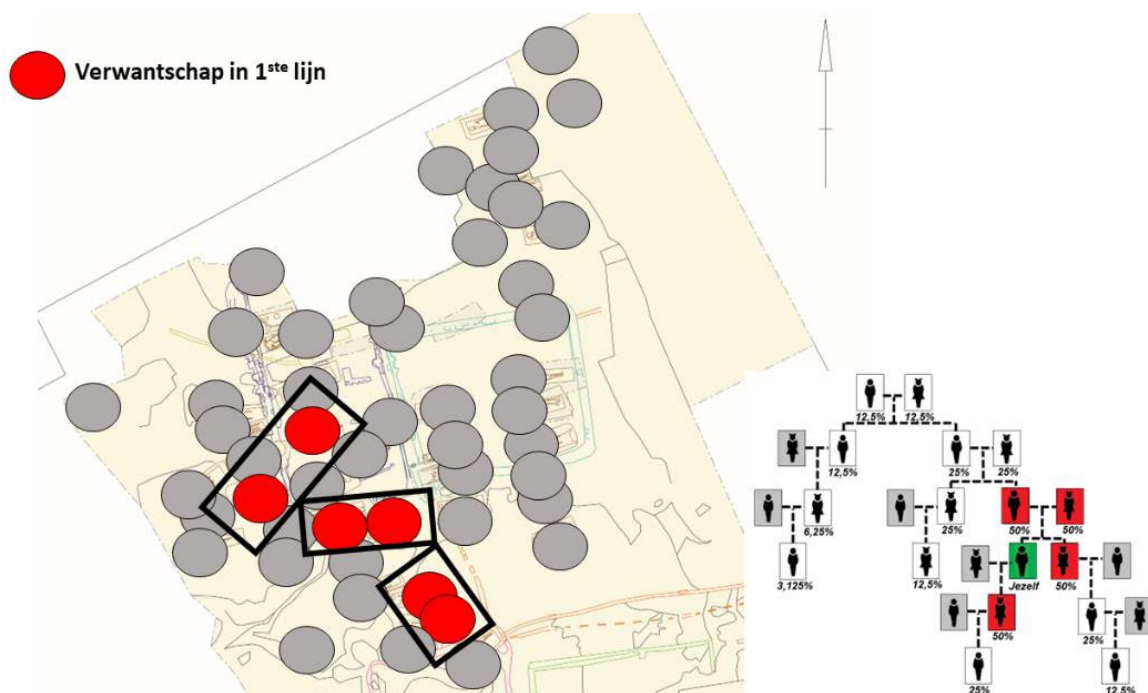 Verwantschap in 1ste lijn
12,5% 12,5%
12,5% 25% 25%
6,25% 25% 50% 50%
3,125% 12,5% Jezelf 50%
50% 25%
25% 12,5%